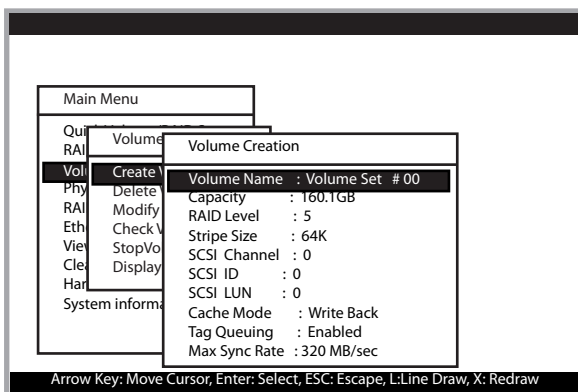 Main Menu
Volume
Create
Delete
Modify
Check
Display
System
Volume Creation
Volume Name : Volume Set # 00
Capacity : 160.1GB
RAID Level : 5
Stripe Size : 64K
SCSI Channel : 0
SCSI ID : 0
SCSI LUN : 0
Cache Mode : Write Back
Tag Queuing : Enabled
Max Sync Rate : 320 MB/sec
Arrow Key: Move Cursor, Enter: Select, ESC: Escape, L:Line Draw, X: Redraw